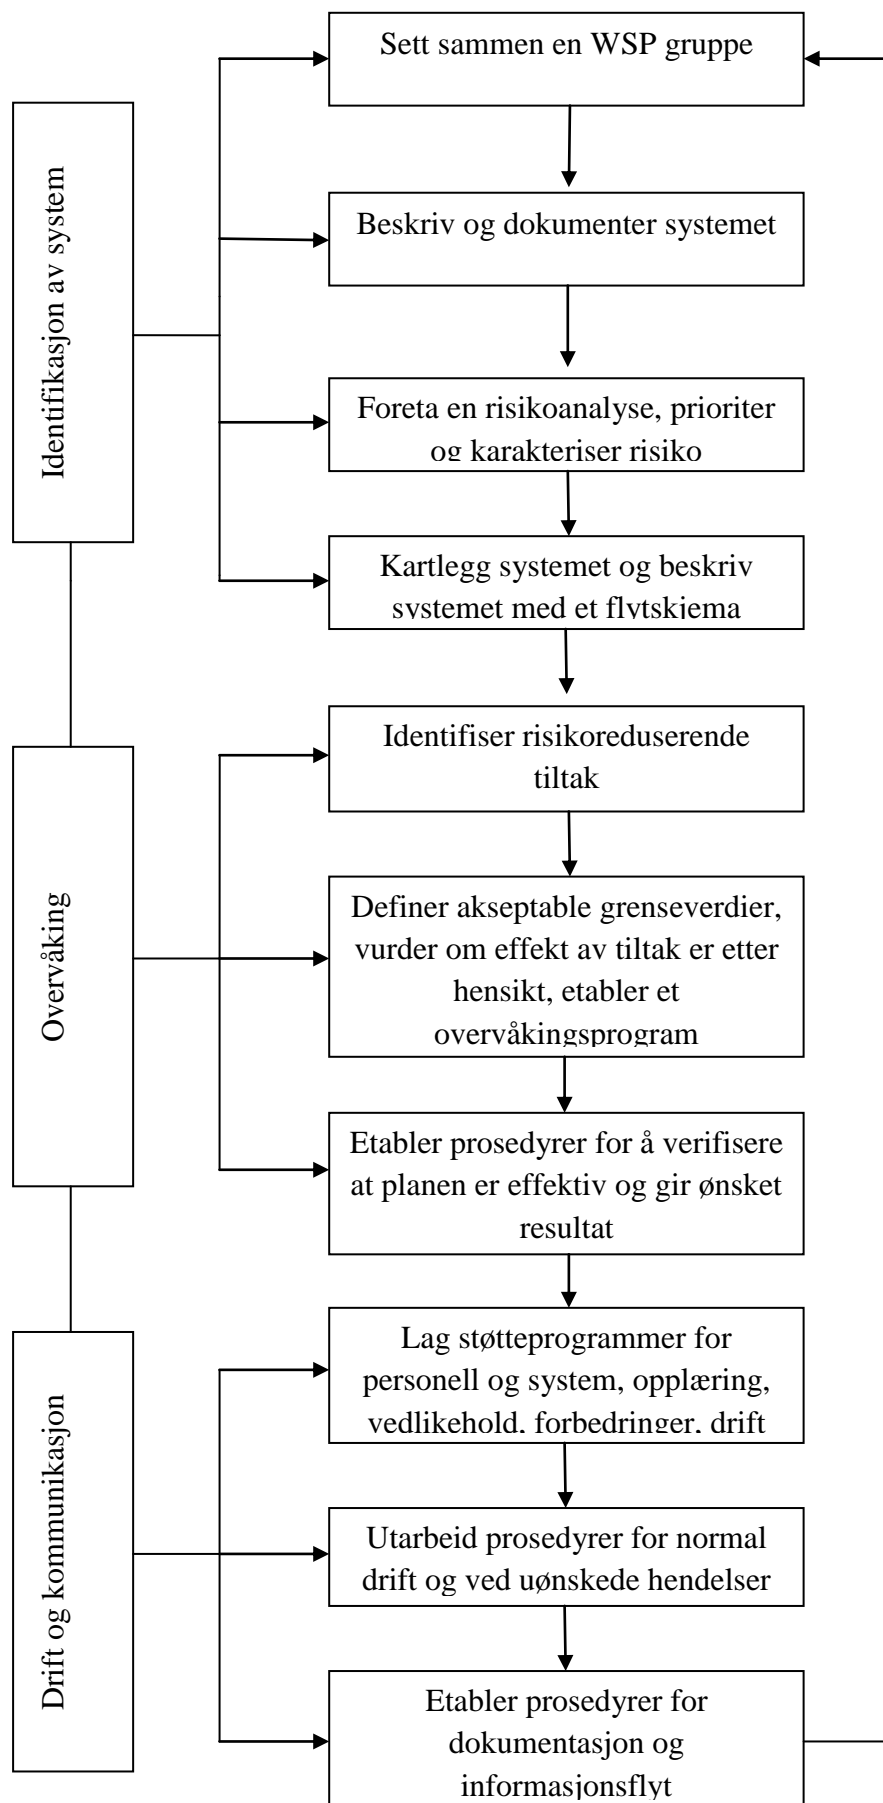 Sett sammen en WSP gruppe
Identifikasjon av system
Beskriv og dokumenter systemet
Foreta en risikoanalyse, prioriter
og karakteriser risiko
Kartlegg systemet og beskriv
systemet med et flytskjema
Overvåking
Identifiser risikoreduserende
tiltak
Definer akseptable grenseverdier,
vurder om effekt av tiltak er etter
hensikt, etabler et
overvåkingsprogram
Etabler prosedyrer for å verifisere
at planen er effektiv og gir ønsket
resultat
Drift og kommunikasjon
Lag støtteprogrammer for
personell og system, opplæring,
vedlikehold, forbedringer, drift
Utarbeid prosedyrer for normal
drift og ved uønskede hendelser
Etabler prosedyrer for
dokumentasjon og
informasjonsflyt